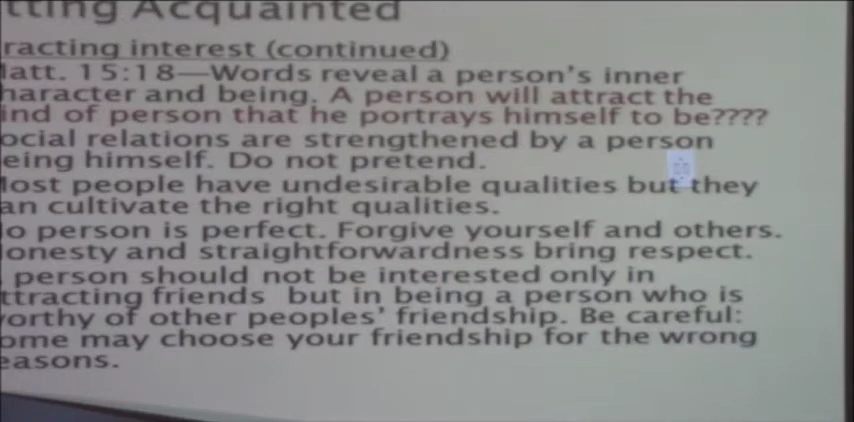 tting Acquainted
racting interest (continued)
latt. 15:18—Words reveal a person's inner
haracter and being. A person will attract the
ind of person that he portrays himself to be????
ocial relations are strengthened by a person
eing himself. Do not pretend.
lost people have undesirable qualities but they
an cultivate the right qualities.
lo person is perfect. Forgive yourself and others.
onesty and straightforwardness bring respect.
person should not be interested only in
ttracting friends but in being a person who is
orthy of other peoples' friendship. Be careful:
ome may choose your friendship for the wrong
easons.